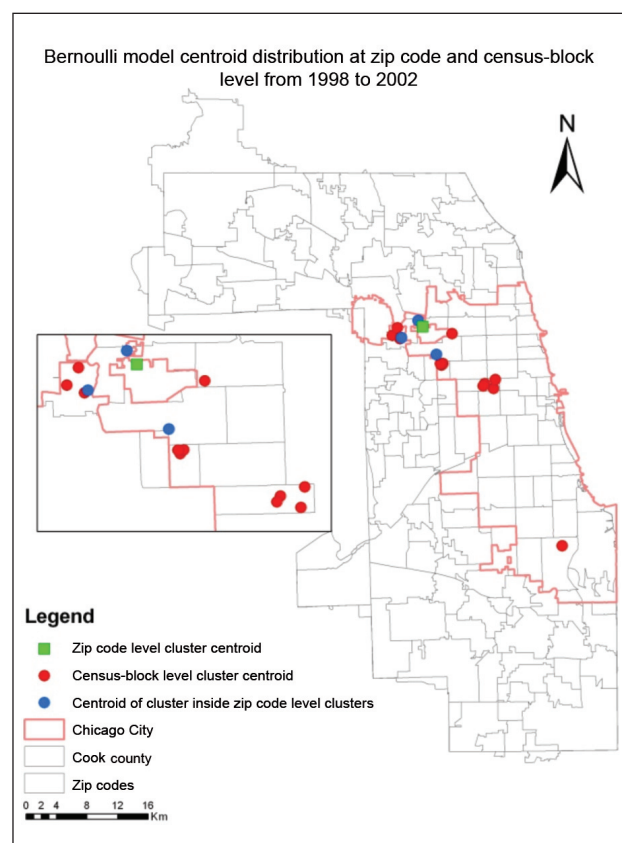 Bernoulli model centroid distribution at zip code and census-block
level from 1998 to 2002
N
Legend
Zip code level cluster centroid
Census-block level cluster centroid
Centroid of cluster inside zip code level clusters
Chicago City
Cook county
Zip codes
0 2 4 8 12 16
Km